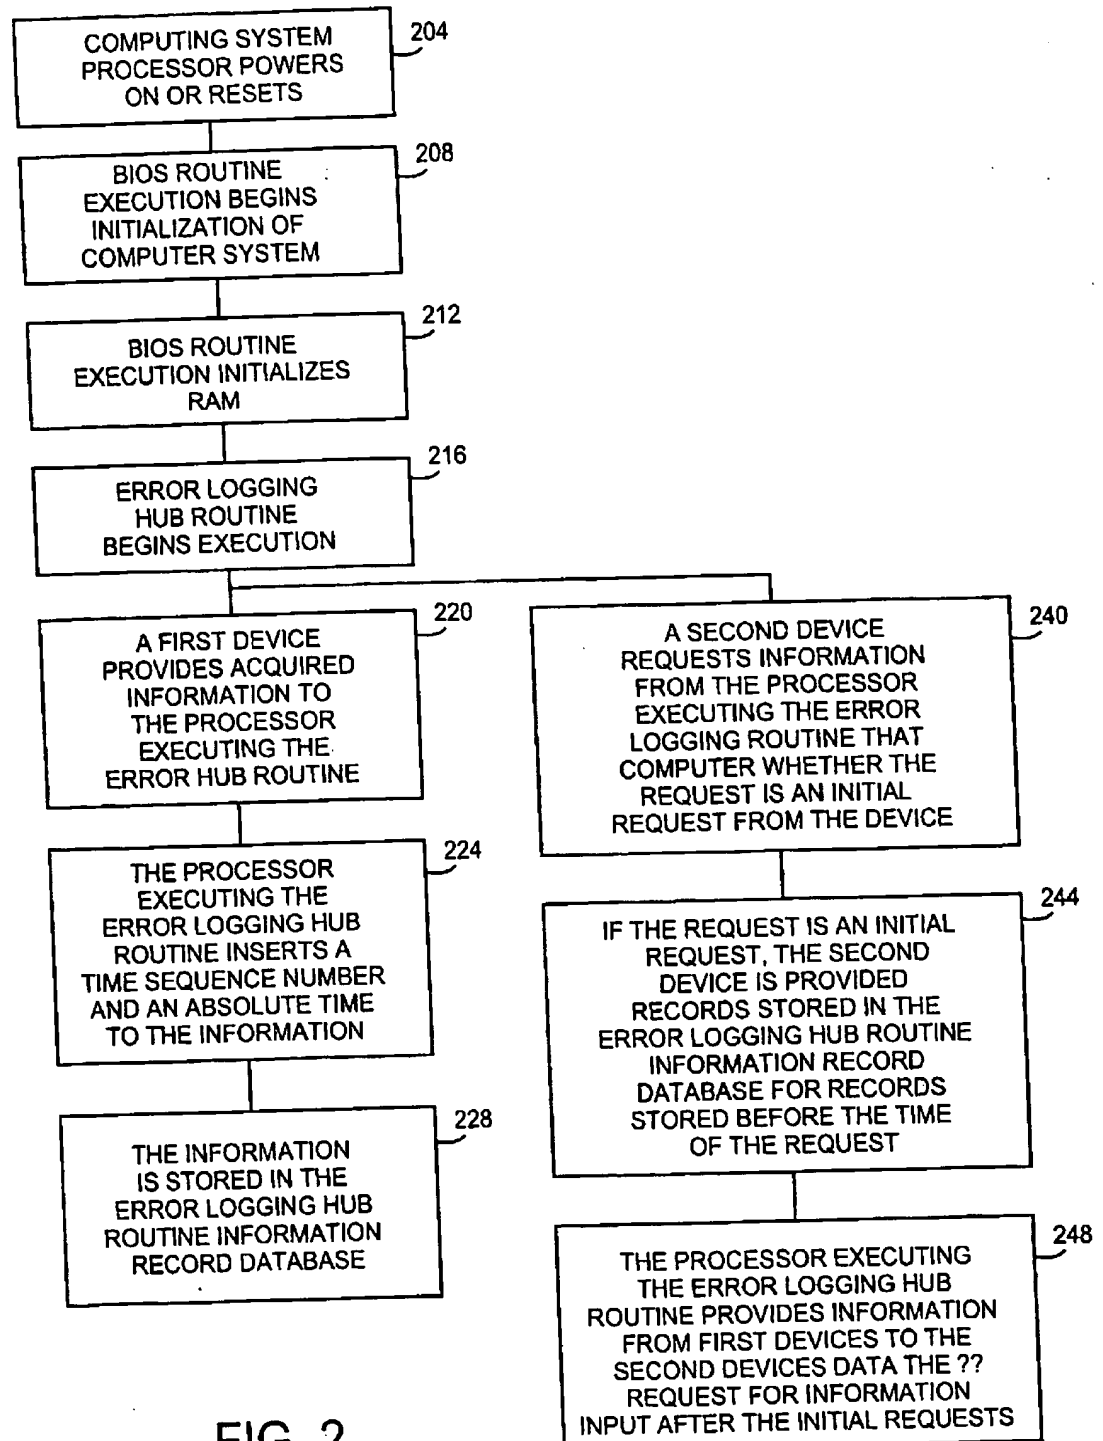 COMPUTING SYSTEM
PROCESSOR POWERS
ON OR RESETS
204
BIOS ROUTINE
EXECUTION BEGINS
INITIALIZATION OF
COMPUTER SYSTEM
208
BIOS ROUTINE
EXECUTION INITIALIZES
RAM
212
ERROR LOGGING
HUB ROUTINE
BEGINS EXECUTION
216
A FIRST DEVICE
PROVIDES ACQUIRED
INFORMATION TO
THE PROCESSOR
EXECUTING THE
ERROR HUB ROUTINE
220
THE PROCESSOR
EXECUTING THE
ERROR LOGGING HUB
ROUTINE INSERTS A
TIME SEQUENCE NUMBER
AND AN ABSOLUTE TIME
TO THE INFORMATION
224
THE INFORMATION
IS STORED IN THE
ERROR LOGGING HUB
ROUTINE INFORMATION
RECORD DATABASE
228
A SECOND DEVICE
REQUESTS INFORMATION
FROM THE PROCESSOR
EXECUTING THE ERROR
LOGGING ROUTINE THAT
COMPUTER WHETHER THE
REQUEST IS AN INITIAL
REQUEST FROM THE DEVICE
240
IF THE REQUEST IS AN INITIAL
REQUEST, THE SECOND
DEVICE IS PROVIDED
RECORDS STORED IN THE
ERROR LOGGING HUB ROUTINE
INFORMATION RECORD
DATABASE FOR RECORDS
STORED BEFORE THE TIME
OF THE REQUEST
244
THE PROCESSOR EXECUTING
THE ERROR LOGGING HUB
ROUTINE PROVIDES INFORMATION
FROM FIRST DEVICES TO THE
SECOND DEVICES DATA THE ??
REQUEST FOR INFORMATION
INPUT AFTER THE INITIAL REQUESTS
248
FIG. 2